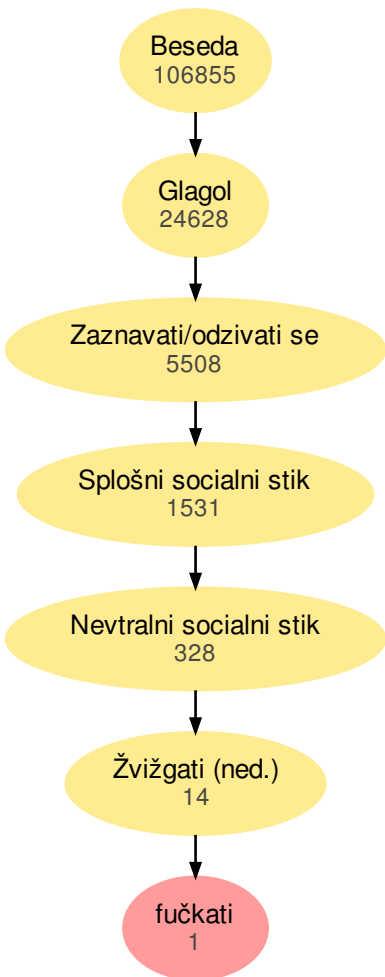 Beseda
106855
Glagol
24628
Zaznavati/odzivati se
5508
Splošni socialni stik
1531
Nevtralni socialni stik
328
Žvižgati (ned.)
14
fučkati
1